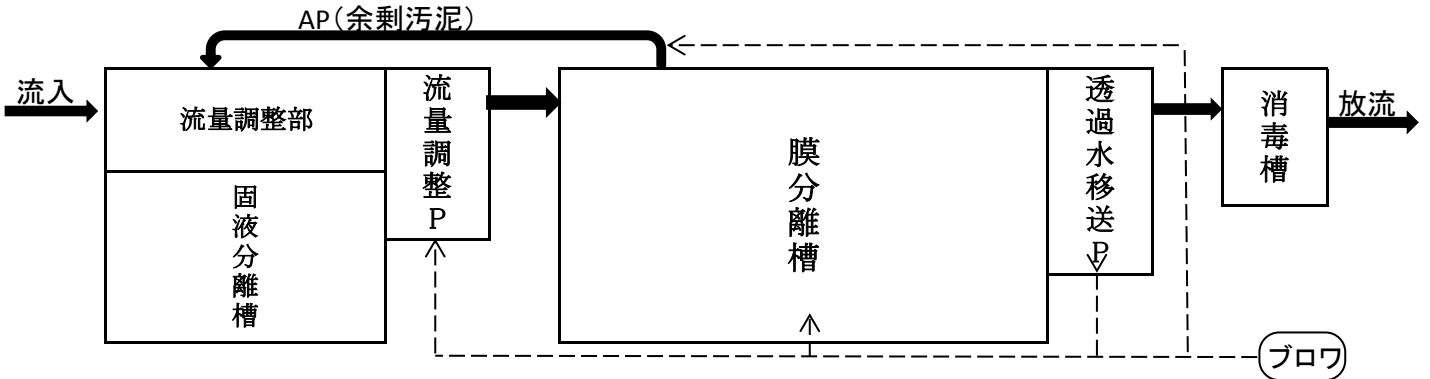 AP(余剰汚泥)
流入
流量調整部
固液分離槽
流量調整P
膜分離槽
透過水移送P
消毒槽
放流
ブロワ